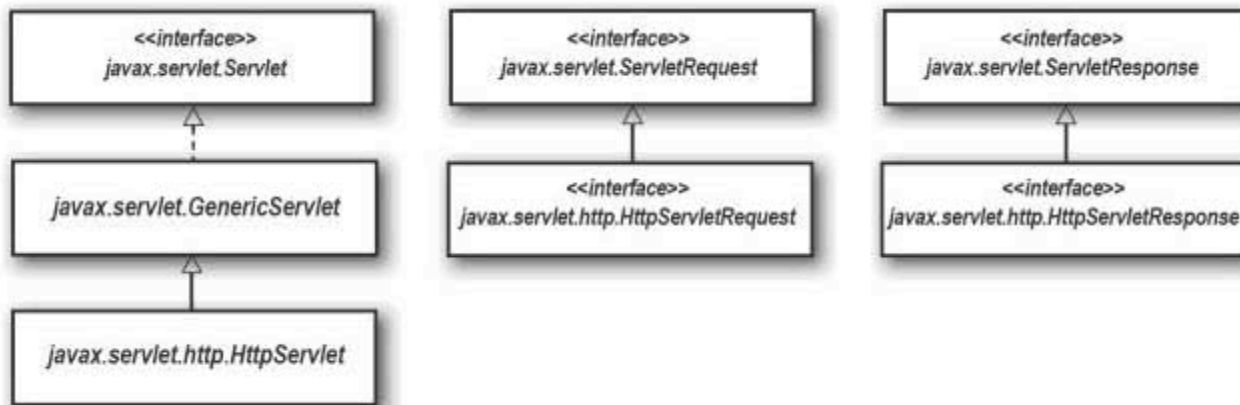 <<interface>>
javax.servlet.Servlet
javax.servlet.GenericServlet
javax.servlet.http.HttpServlet
<<interface>>
javax.servlet.ServletRequest
<<interface>>
javax.servlet.http.HttpServletRequest
<<interface>>
javax.servlet.ServletResponse
<<interface>>
javax.servlet.http.HttpServletResponse